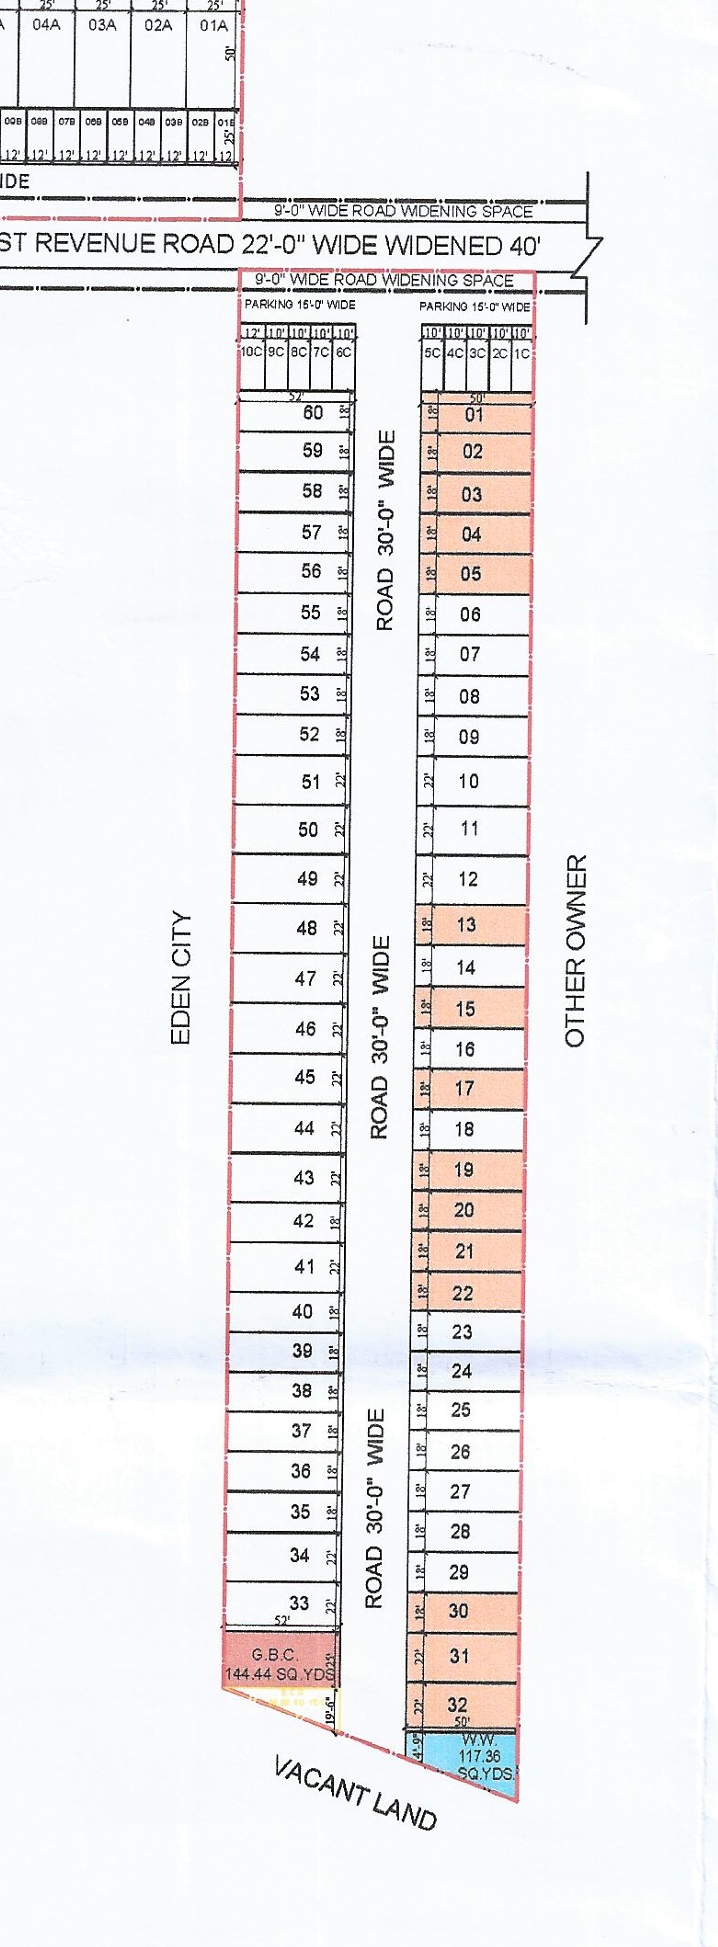 25' 25' 25' 25'
04A 03A 02A 01A
50'
09B 08B 07B 06B 05B 04B 03B 02B 01B
25'
12' 12' 12' 12' 12' 12' 12' 12' 12
IDE
9'-0" WIDE ROAD WIDENING SPACE
ST REVENUE ROAD 22'-0" WIDE WIDENED 40'
9'-0" WIDE ROAD WIDENING SPACE
PARKING 15'-0" WIDE PARKING 15'-0" WIDE
12' 10' 10' 10' 10' 10' 10' 10' 10' 10'
10C 9C 8C 7C 6C 5C 4C 3C 2C 1C
52' 50'
60 18' 18' 01
59 18' 18' 02
58 18' 18' 03
57 18' 18' 04
56 18' 18' 05
ROAD 30'-0" WIDE
55 18' 18' 06
54 18' 18' 07
53 18' 18' 08
52 18' 18' 09
51 22' 22' 10
50 22' 22' 11
49 22' 22' 12
48 22' 18' 13
EDEN CITY
ROAD 30'-0" WIDE
OTHER OWNER
18' 14
47 22'
18' 15
46 22'
18' 16
45 22'
18' 17
44 22' 18' 18
43 22' 18' 19
42 18' 18' 20
41 22' 18' 21
40 18' 18' 22
39 18' 18' 23
38 18' 18' 24
37 18' 18' 25
36 18' 18' 26
35 18' 18' 27
ROAD 30'-0" WIDE
34 22' 18' 28
18' 29
33 22' 18' 30
52'
G.B.C.
144.44 SQ.YDS
25'
22' 31
22' 32
50'
19'-6"
4'-9"
W.W.
117.36
SQ.YDS.
VACANT LAND